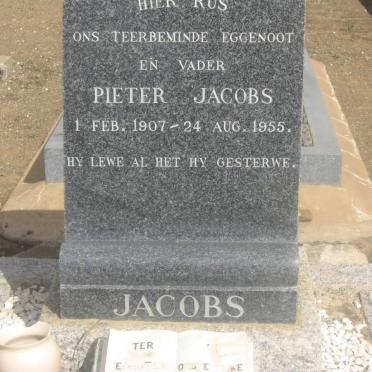 HIER RUS
ONS TEERBEMINDE EGGENOOT
EN VADER
PIETER JACOBS
1 FEB. 1907 - 24 AUG. 1955.
HY LEWE AL HET HY GESTERWE.
JACOBS
TER